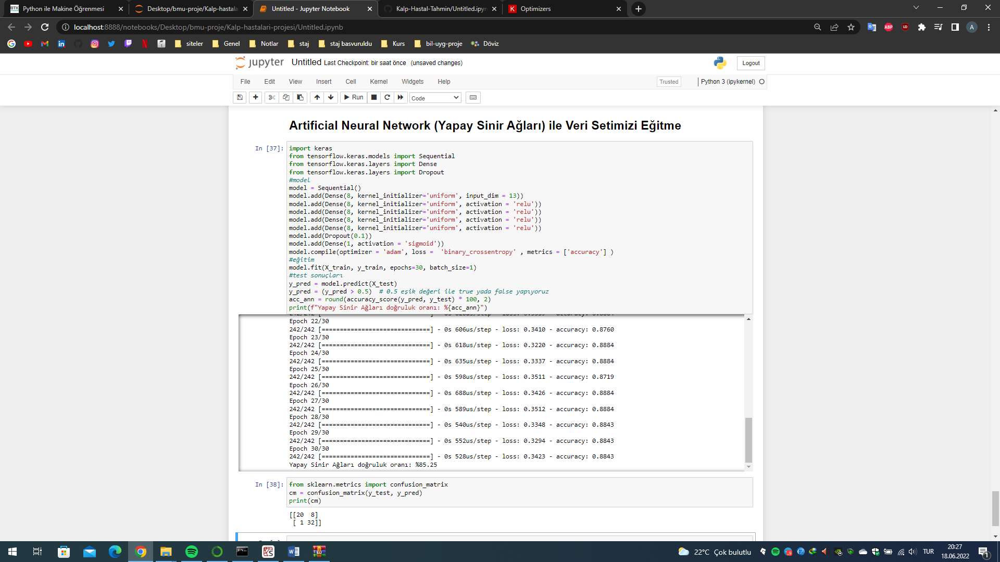 Python ile Makine Öğrenmesi
Desktop/bmu-proje/Kalp-hastala
Untitled - Jupyter Notebook
Kalp-Hastal-Tahmin/Untitled.ipyn
Optimizers
localhost:8888/notebooks/Desktop/bmu-proje/Kalp-hastalari-projesi/Untitled.ipynb
siteler
Genel
Notlar
staj
staj basvuruldu
Kurs
bil-uyg-proje
Döviz
jupyter Untitled Last Checkpoint: bir saat önce (unsaved changes)
Logout
File Edit View Insert Cell Kernel Widgets Help
Trusted
Python 3 (ipykernel)
Run
Code
Artificial Neural Network (Yapay Sinir Ağları) ile Veri Setimizi Eğitme
In [37]:
import keras
from tensorflow.keras.models import Sequential
from tensorflow.keras.layers import Dense
from tensorflow.keras.layers import Dropout
#model
model = Sequential()
model.add(Dense(8, kernel_initializer='uniform', input_dim = 13))
model.add(Dense(8, kernel_initializer='uniform', activation = 'relu'))
model.add(Dense(8, kernel_initializer='uniform', activation = 'relu'))
model.add(Dense(8, kernel_initializer='uniform', activation = 'relu'))
model.add(Dense(8, kernel_initializer='uniform', activation = 'relu'))
model.add(Dropout(0.1))
model.add(Dense(1, activation = 'sigmoid'))
model.compile(optimizer = 'adam', loss =  'binary_crossentropy' , metrics = ['accuracy'] )
#eğitim
model.fit(X_train, y_train, epochs=30, batch_size=1)
#test sonuçları
y_pred = model.predict(X_test)
y_pred = (y_pred > 0.5)  # 0.5 eşik değeri ile true yada false yapıyoruz
acc_ann = round(accuracy_score(y_pred, y_test) * 100, 2)
print(f"Yapay Sinir Ağları doğruluk oranı: %{acc_ann}")
Epoch 22/30
242/242 [==============================] - 0s 606us/step - loss: 0.3410 - accuracy: 0.8760
Epoch 23/30
242/242 [==============================] - 0s 618us/step - loss: 0.3220 - accuracy: 0.8884
Epoch 24/30
242/242 [==============================] - 0s 635us/step - loss: 0.3337 - accuracy: 0.8884
Epoch 25/30
242/242 [==============================] - 0s 598us/step - loss: 0.3511 - accuracy: 0.8719
Epoch 26/30
242/242 [==============================] - 0s 688us/step - loss: 0.3426 - accuracy: 0.8884
Epoch 27/30
242/242 [==============================] - 0s 589us/step - loss: 0.3512 - accuracy: 0.8884
Epoch 28/30
242/242 [==============================] - 0s 540us/step - loss: 0.3348 - accuracy: 0.8843
Epoch 29/30
242/242 [==============================] - 0s 552us/step - loss: 0.3294 - accuracy: 0.8843
Epoch 30/30
242/242 [==============================] - 0s 528us/step - loss: 0.3423 - accuracy: 0.8843
Yapay Sinir Ağları doğruluk oranı: %85.25
In [38]:
from sklearn.metrics import confusion_matrix
cm = confusion_matrix(y_test, y_pred)
print(cm)
[[20  8]
 [ 1 32]]
22°C Çok bulutlu
TUR
20:27
18.06.2022